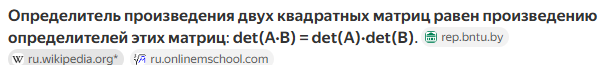 Определитель произведения двух квадратных матриц равен произведению
определителей этих матриц: det(A·B) = det(A)·det(B). rep.bntu.by
W ru.wikipedia.org* ru.onlinemschool.com